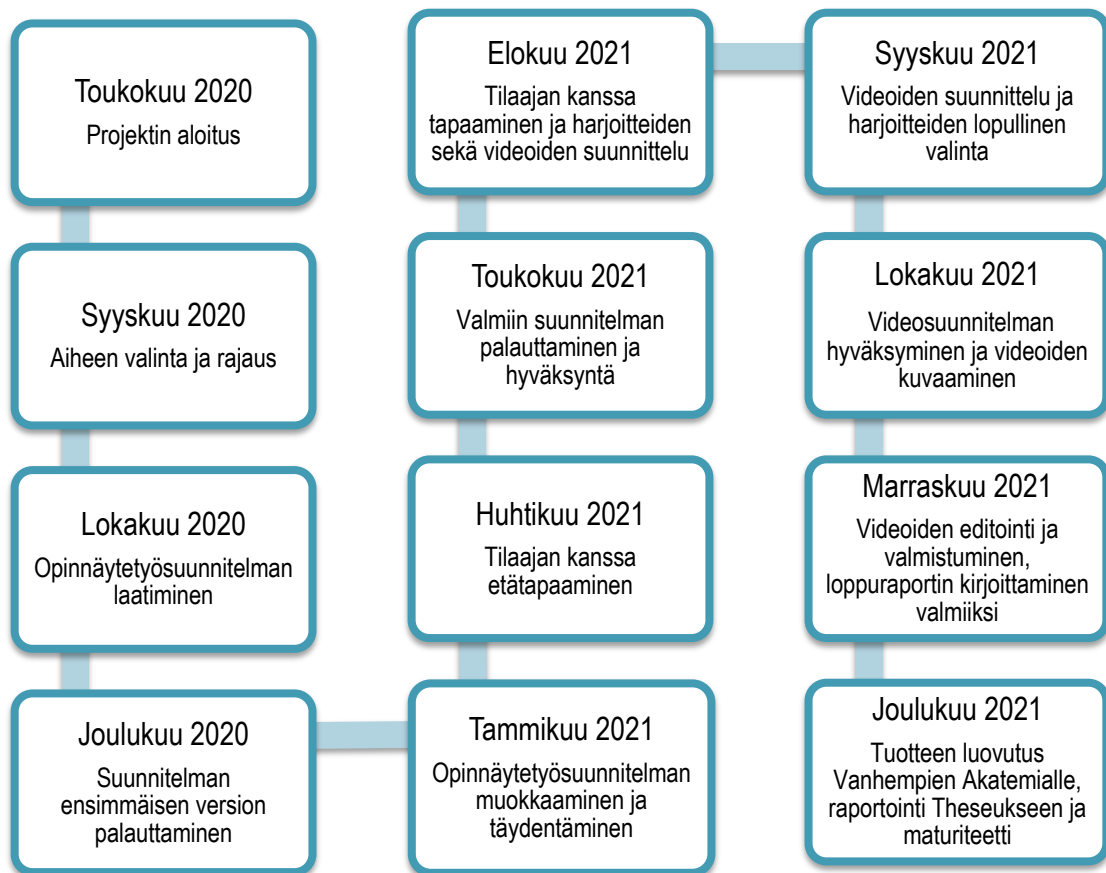 Toukokuu 2020
Projektin aloitus
Syyskuu 2020
Aiheen valinta ja rajaus
Lokakuu 2020
Opinnäytetyösuunnitelman
laatiminen
Joulukuu 2020
Suunnitelman
ensimmäisen version
palauttaminen
Tammikuu 2021
Opinnäytetyösuunnitelman
muokkaaminen ja
täydentäminen
Huhtikuu 2021
Tilaajan kanssa
etätapaaminen
Toukokuu 2021
Valmiin suunnitelman
palauttaminen ja
hyväksyntä
Elokuu 2021
Tilaajan kanssa
tapaaminen ja harjoitteiden
sekä videoiden suunnittelu
Syyskuu 2021
Videoiden suunnittelu ja
harjoitteiden lopullinen
valinta
Lokakuu 2021
Videosuunnitelman
hyväksyminen ja videoiden
kuvaaminen
Marraskuu 2021
Videoiden editointi ja
valmistuminen,
loppuraportin kirjoittaminen
valmiiksi
Joulukuu 2021
Tuotteen luovutus
Vanhempien Akatemialle,
raportointi Theseukseen ja
maturiteetti